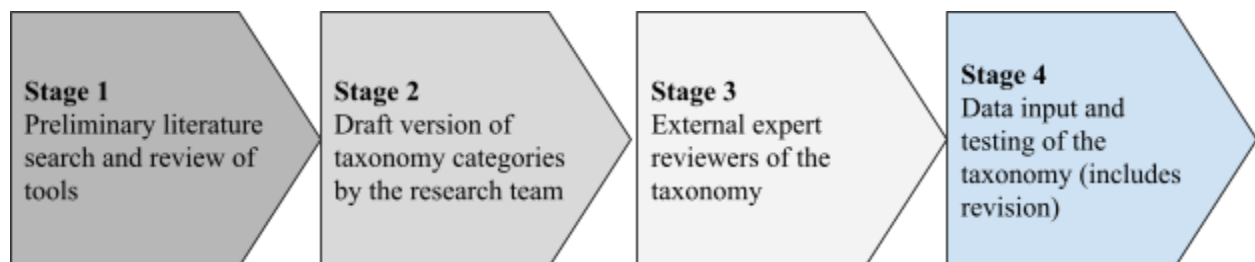 Stage 1
Preliminary literature
search and review of
tools
Stage 2
Draft version of
taxonomy categories
by the research team
Stage 3
External expert
reviewers of the
taxonomy
Stage 4
Data input and
testing of the
taxonomy (includes
revision)